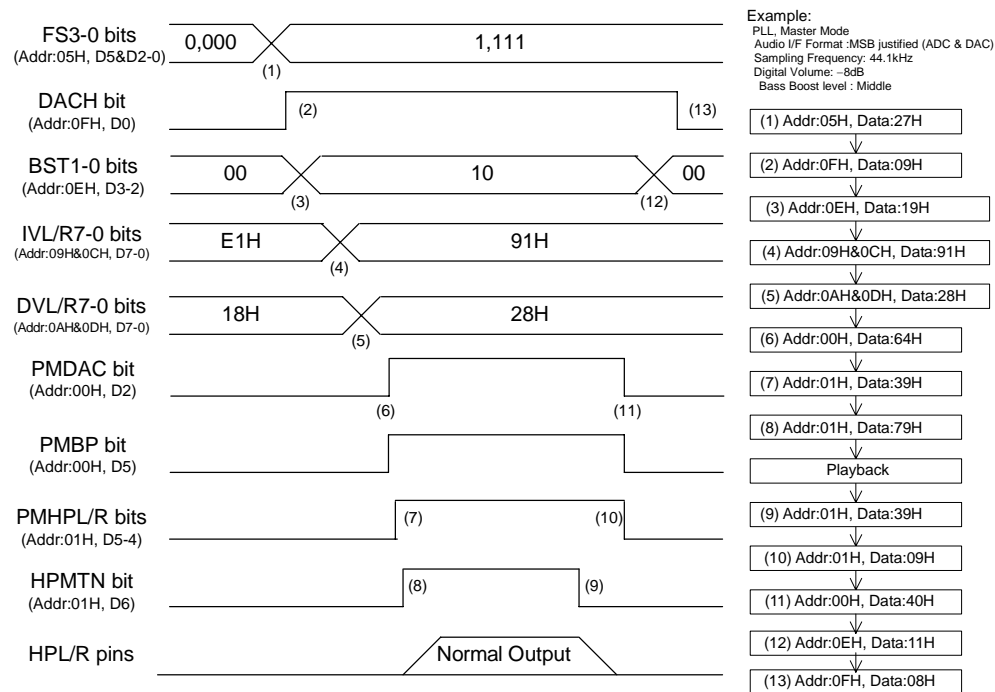 FS3-0 bits
(Addr:05H, D5&D2-0)
0,000
1,111
(1)
DACH bit
(Addr:0FH, D0)
(2)
(13)
BST1-0 bits
(Addr:0EH, D3-2)
00
10
00
(3)
(12)
IVL/R7-0 bits
(Addr:09H&0CH, D7-0)
E1H
91H
(4)
DVL/R7-0 bits
(Addr:0AH&0DH, D7-0)
18H
28H
(5)
PMDAC bit
(Addr:00H, D2)
(6)
(11)
PMBP bit
(Addr:00H, D5)
PMHPL/R bits
(Addr:01H, D5-4)
(7)
(10)
HPMTN bit
(Addr:01H, D6)
(8)
(9)
HPL/R pins
Normal Output
Example:
PLL, Master Mode
Audio I/F Format :MSB justified (ADC & DAC)
Sampling Frequency: 44.1kHz
Digital Volume: −8dB
Bass Boost level : Middle
(1) Addr:05H, Data:27H
(2) Addr:0FH, Data:09H
(3) Addr:0EH, Data:19H
(4) Addr:09H&0CH, Data:91H
(5) Addr:0AH&0DH, Data:28H
(6) Addr:00H, Data:64H
(7) Addr:01H, Data:39H
(8) Addr:01H, Data:79H
Playback
(9) Addr:01H, Data:39H
(10) Addr:01H, Data:09H
(11) Addr:00H, Data:40H
(12) Addr:0EH, Data:11H
(13) Addr:0FH, Data:08H